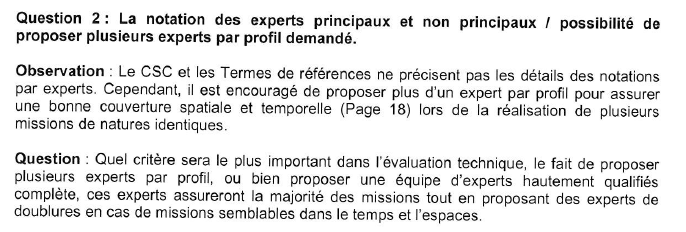 Question 2 : La notation des experts principaux et non principaux / possibilité de
proposer plusieurs experts par profil demandé.
Observation : Le CSC et les Termes de références ne précisent pas les détails des notations
par experts. Cependant, il est encouragé de proposer plus d'un expert par profil pour assurer
une bonne couverture spatiale et temporelle (Page 18) lors de la réalisation de plusieurs
missions de natures identiques.
Question : Quel critère sera le plus important dans l'évaluation technique, le fait de proposer
plusieurs experts par profil, ou bien proposer une équipe d'experts hautement qualifiés
complète, ces experts assureront la majorité des missions tout en proposant des experts de
doublures en cas de missions semblables dans le temps et l'espaces.